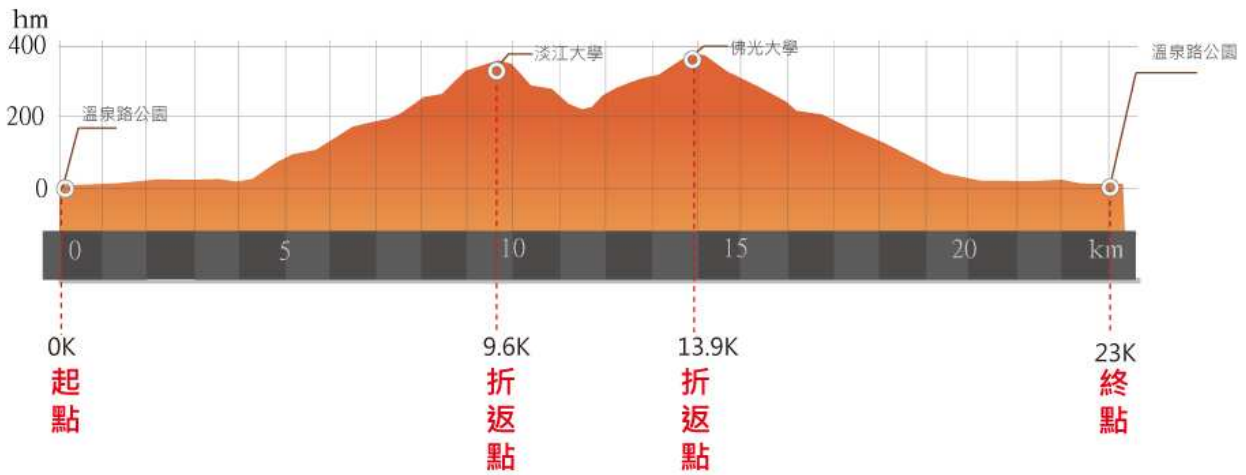 hm
400
200
0
溫泉路公園
淡江大學
佛光大學
溫泉路公園
0
5
10
15
20
km
0K
起點
9.6K
折返點
13.9K
折返點
23K
終點